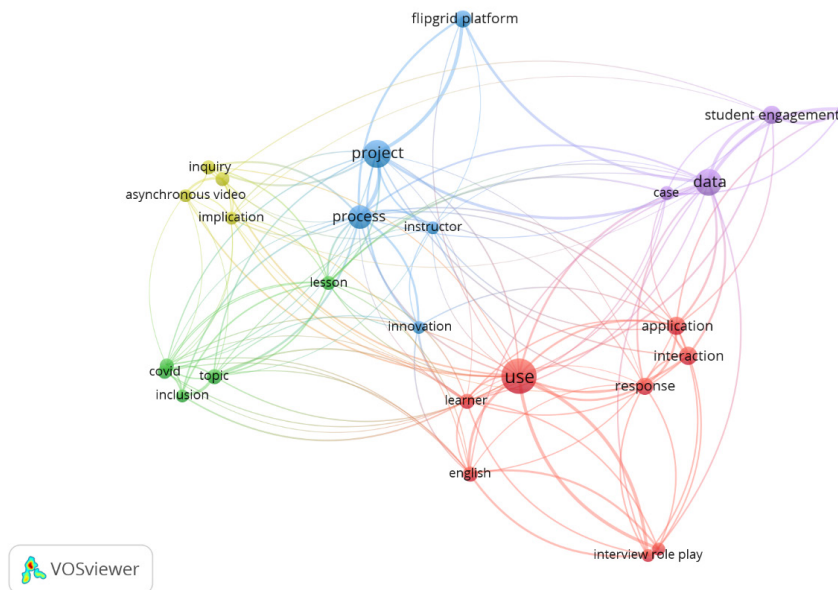 flipgrid platform
student engagement
project
inquiry
data
asynchronous video
case
implication
process
instructor
lesson
innovation
application
interaction
covid
topic
use
response
inclusion
learner
english
interview role play
VOSviewer